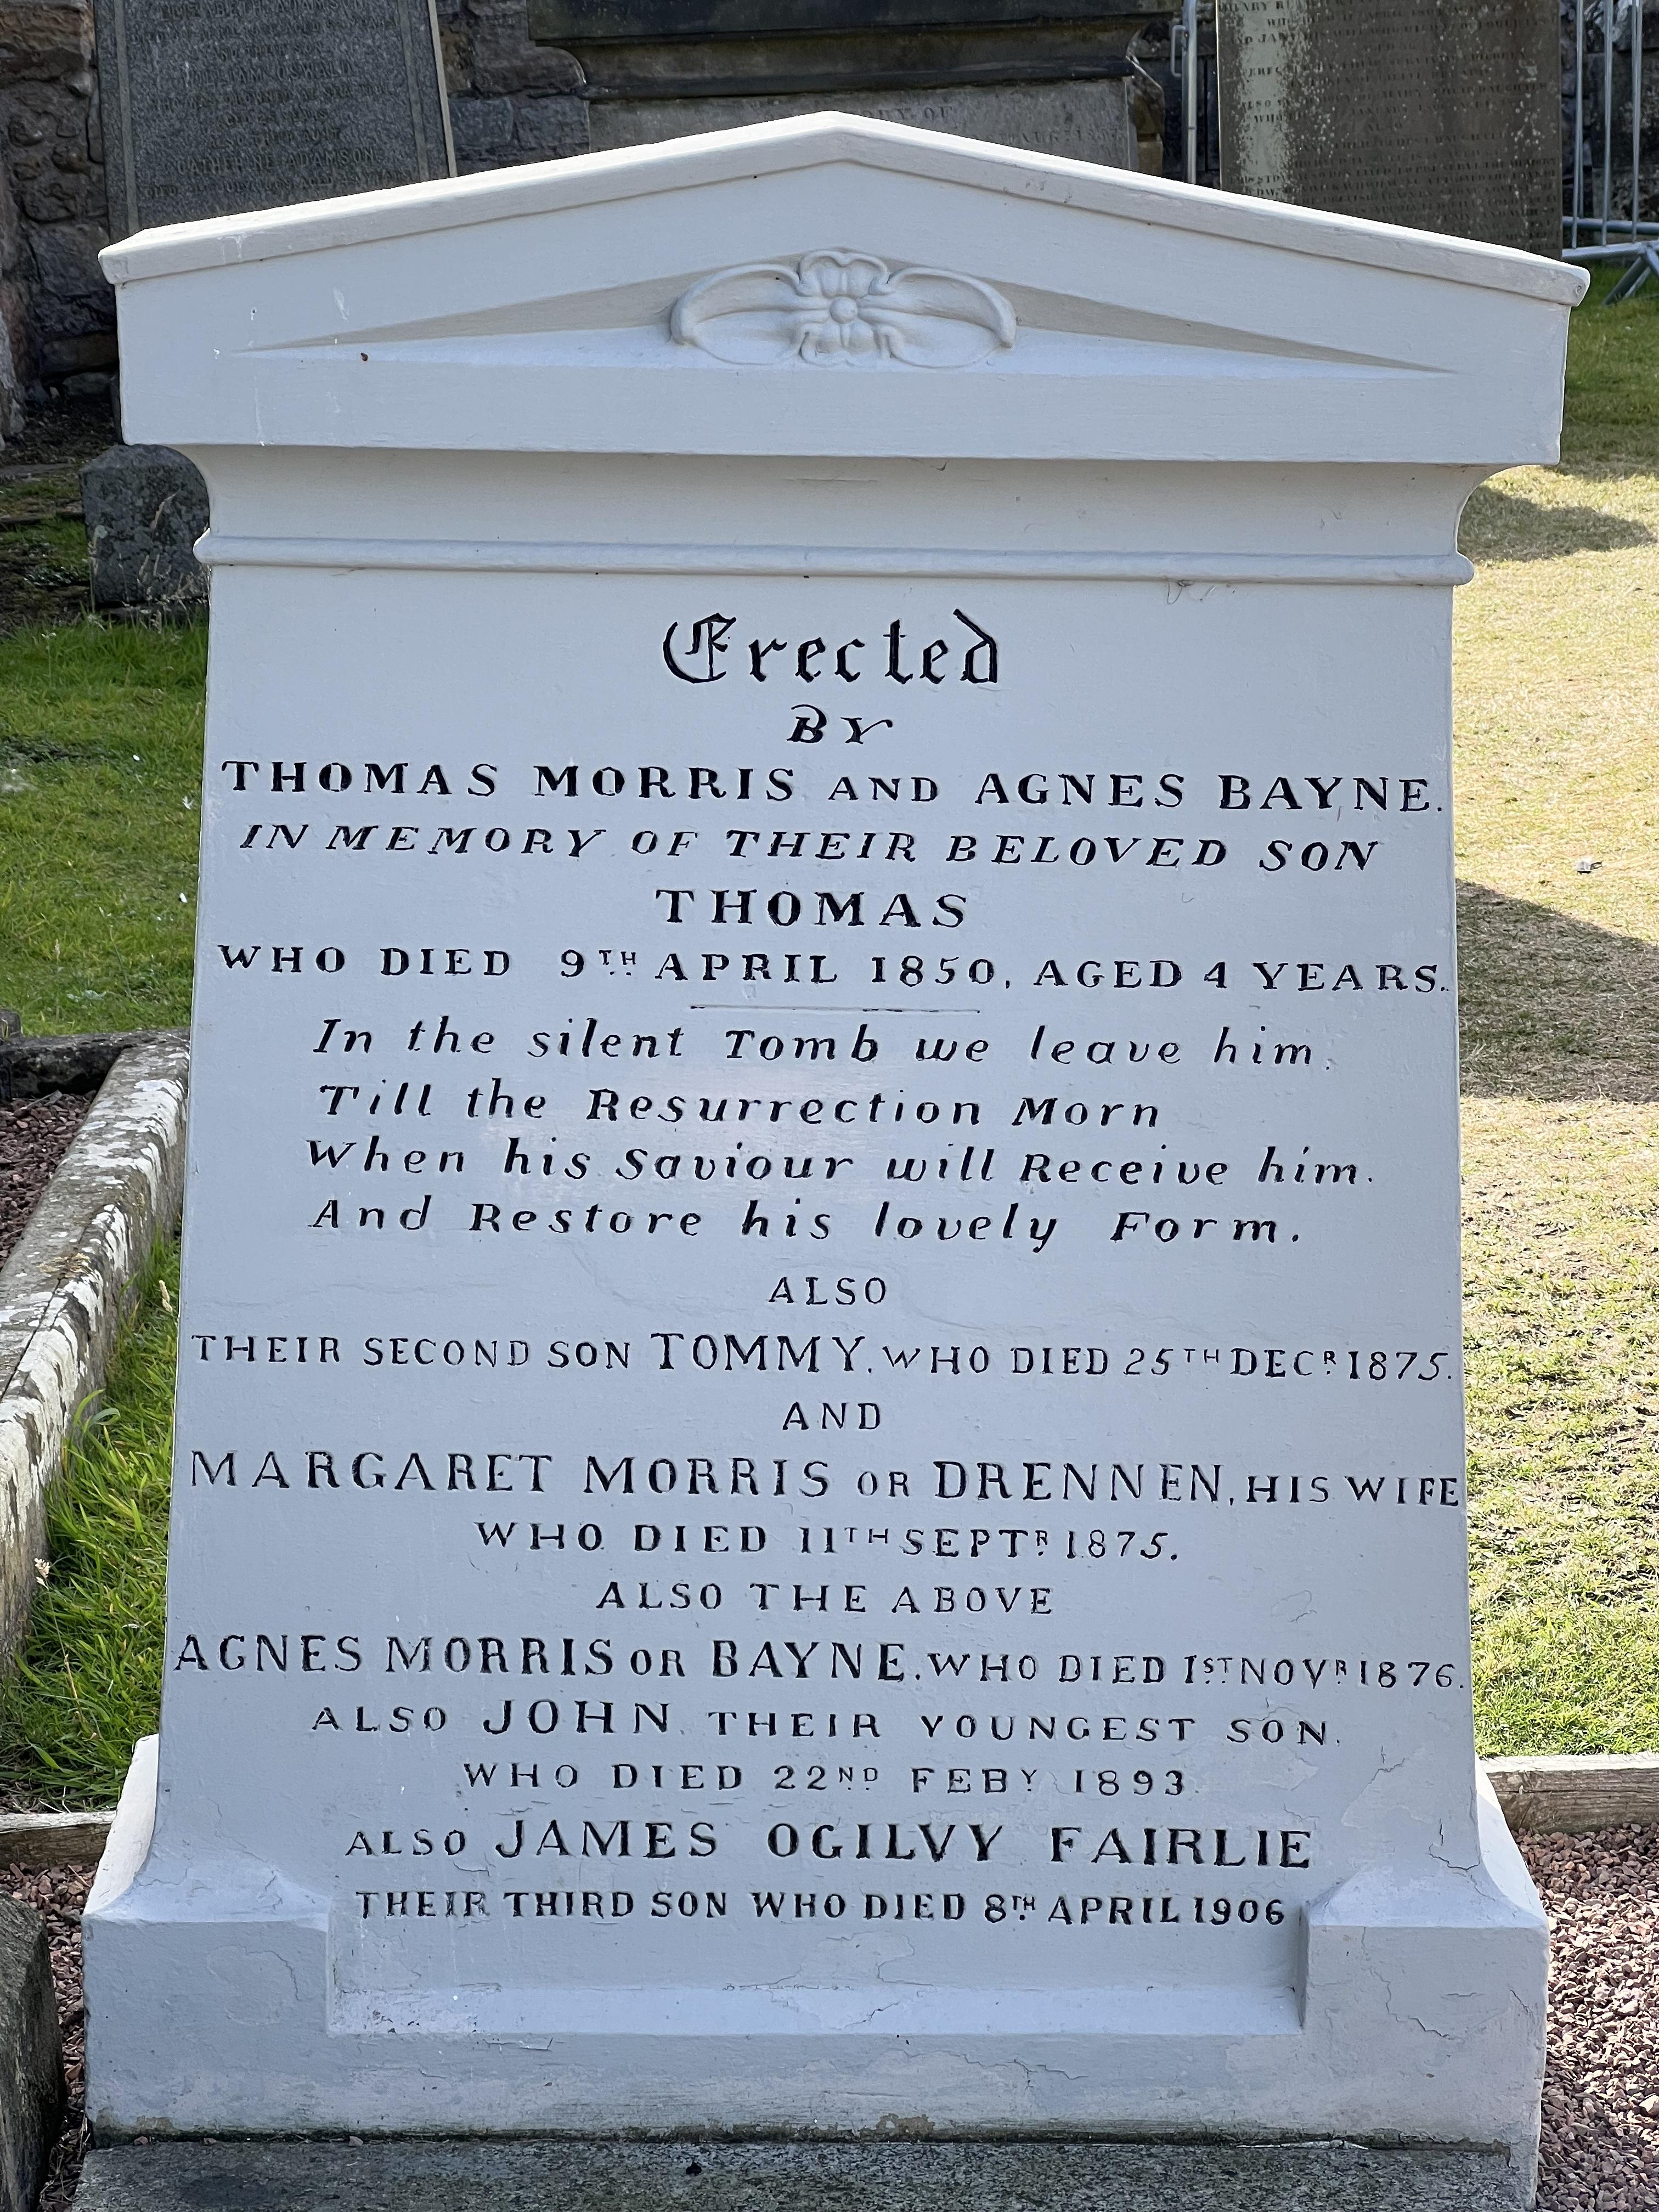 Erected
BY
THOMAS MORRIS AND AGNES BAYNE.
IN MEMORY OF THEIR BELOVED SON
THOMAS
WHO DIED 9TH APRIL 1850, AGED 4 YEARS.
In the silent Tomb we leave him.
Till the Resurrection Morn
When his Saviour will Receive him.
And Restore his lovely Form.
ALSO
THEIR SECOND SON TOMMY. WHO DIED 25TH DECR 1875.
AND
MARGARET MORRIS OR DRENNEN, HIS WIFE
WHO DIED 11TH SEPTR 1875.
ALSO THE ABOVE
AGNES MORRIS OR BAYNE. WHO DIED 1ST NOVR 1876.
ALSO JOHN THEIR YOUNGEST SON.
WHO DIED 22ND FEBY 1893
ALSO JAMES OGILVY FAIRLIE
THEIR THIRD SON WHO DIED 8TH APRIL 1906
WILLIAM OSWALD
CATHERINE ADAMSON